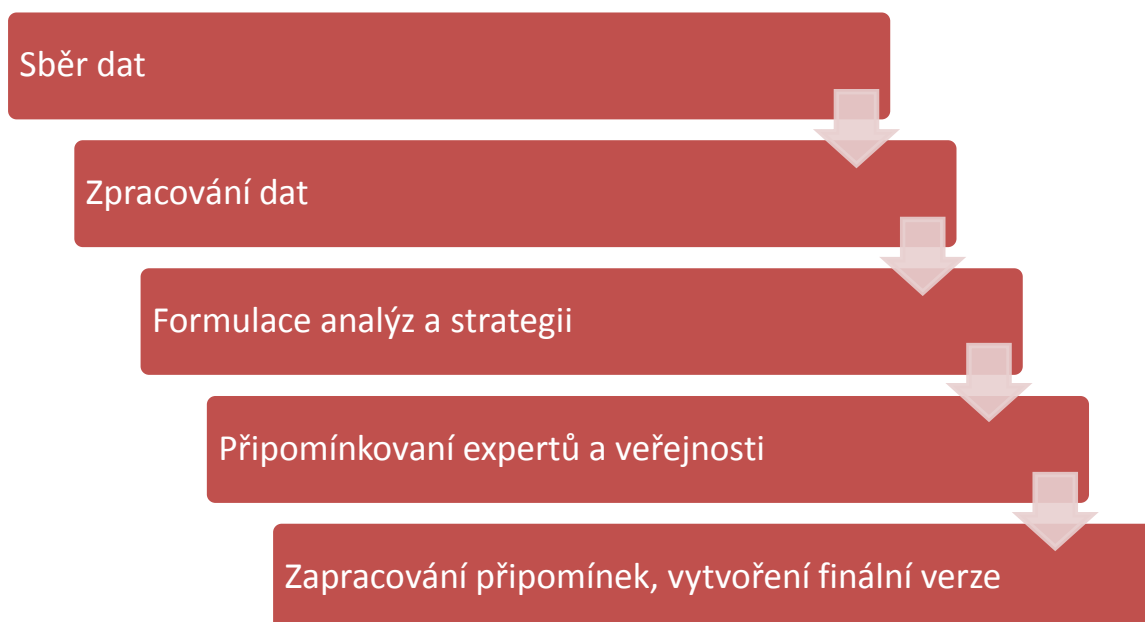 Sběr dat
Zpracování dat
Formulace analýz a strategii
Připomínkovaní expertů a veřejnosti
Zapracování připomínek, vytvoření finální verze